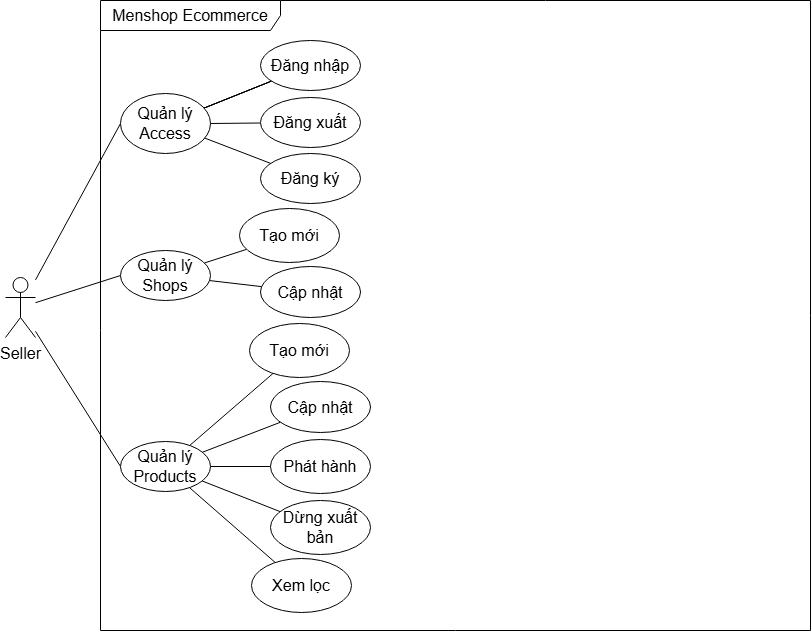 Menshop Ecommerce
Đăng nhập
Quản lý
Access
Đăng xuất
Đăng ký
Tạo mới
Quản lý
Shops
Cập nhật
Seller
Tạo mới
Cập nhật
Quản lý
Products
Phát hành
Dừng xuất
bản
Xem lọc